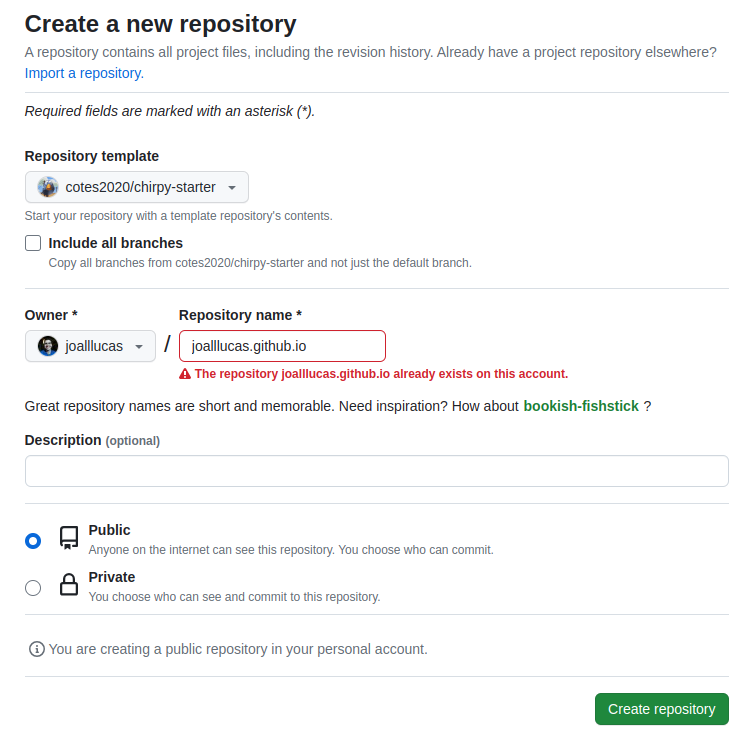 Create a new repository
A repository contains all project files, including the revision history. Already have a project repository elsewhere?
Import a repository.
Required fields are marked with an asterisk (*).
Repository template
cotes2020/chirpy-starter
Start your repository with a template repository's contents.
Include all branches
Copy all branches from cotes2020/chirpy-starter and not just the default branch.
Owner * Repository name *
joalllucas / joalllucas.github.io
The repository joalllucas.github.io already exists on this account.
Great repository names are short and memorable. Need inspiration? How about bookish-fishstick ?
Description (optional)
Public
Anyone on the internet can see this repository. You choose who can commit.
Private
You choose who can see and commit to this repository.
You are creating a public repository in your personal account.
Create repository